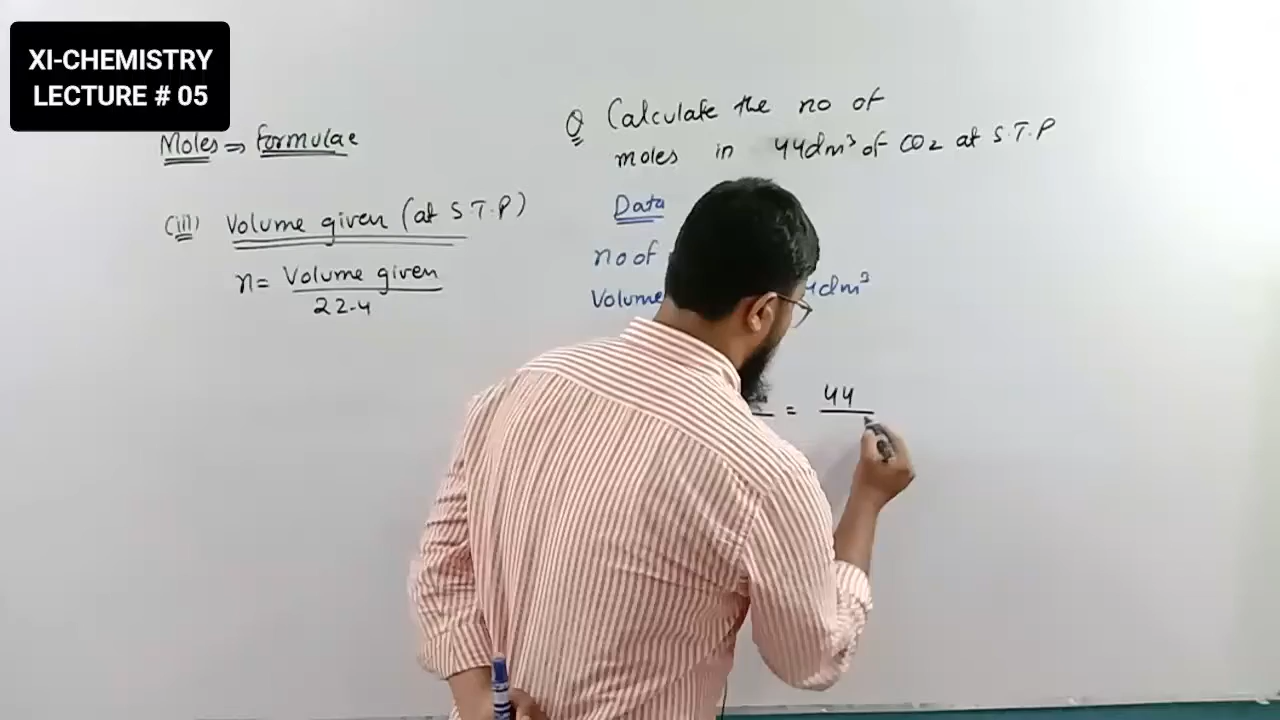 XI-CHEMISTRY
LECTURE # 05
Moles ⇒ Formulae
(iii) Volume given (at S.T.P)
n = Volume given
22.4
Q Calculate the no of
moles in 44dm³ of CO₂ at S.T.P
Data
no of
Volume 4dm³
= 44